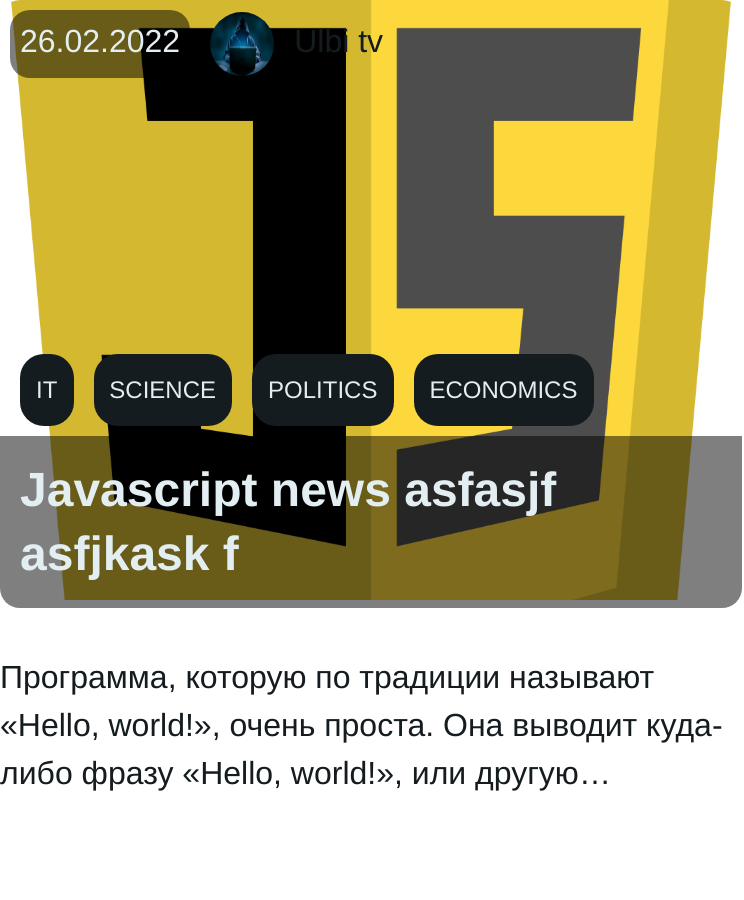 26.02.2022 Ulbi tv
JS
IT SCIENCE POLITICS ECONOMICS
Javascript news asfasjf
asfjkask f
Программа, которую по традиции называют
«Hello, world!», очень проста. Она выводит куда-
либо фразу «Hello, world!», или другую…